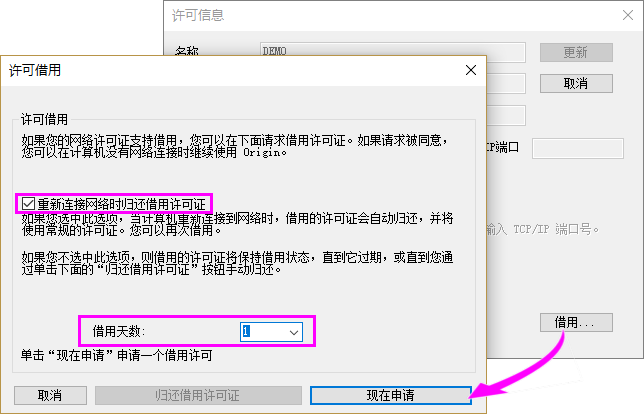 许可信息
名称
DEMO
更新
取消
IP端口
输入 TCP/IP 端口号。
借用...
许可借用
许可借用
如果您的网络许可证支持借用，您可以在下面请求借用许可证。如果请求被同意，
您可以在计算机没有网络连接时继续使用 Origin。
重新连接网络时归还借用许可证
如果您选中此选项，当计算机重新连接到网络时，借用的许可证会自动归还，并将
使用常规的许可证。您可以再次借用。
如果您不选中此选项，则借用的许可证将保持借用状态，直到它过期，或直到您通
过单击下面的“归还借用许可证”按钮手动归还。
借用天数:
1
单击“现在申请”申请一个借用许可
取消
归还借用许可证
现在申请